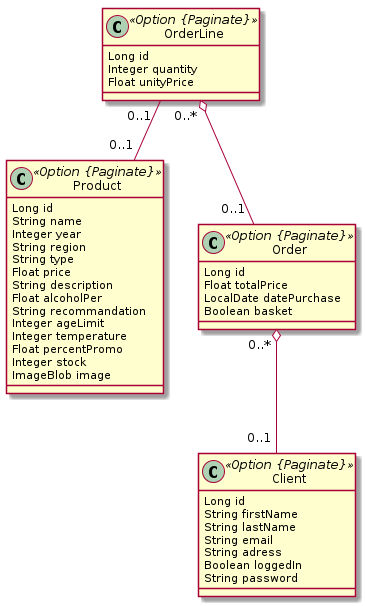 C «Option {Paginate}»
OrderLine
Long id
Integer quantity
Float unityPrice
0..1 0..*
0..1
C «Option {Paginate}»
Product
Long id
String name
Integer year
String region
String type
Float price
String description
Float alcoholPer
String recommandation
Integer ageLimit
Integer temperature
Float percentPromo
Integer stock
ImageBlob image
0..1
C «Option {Paginate}»
Order
Long id
Float totalPrice
LocalDate datePurchase
Boolean basket
0..*
0..1
C «Option {Paginate}»
Client
Long id
String firstName
String lastName
String email
String adress
Boolean loggedIn
String password